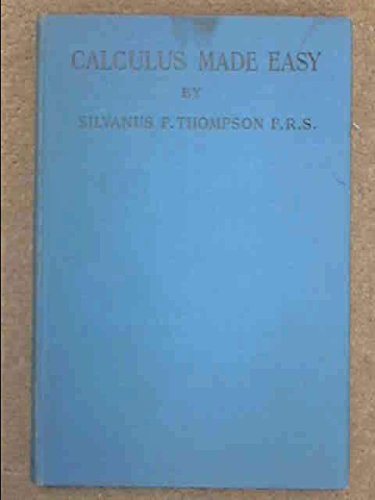 CALCULUS MADE EASY
BY
SILVANUS P. THOMPSON F.R.S.